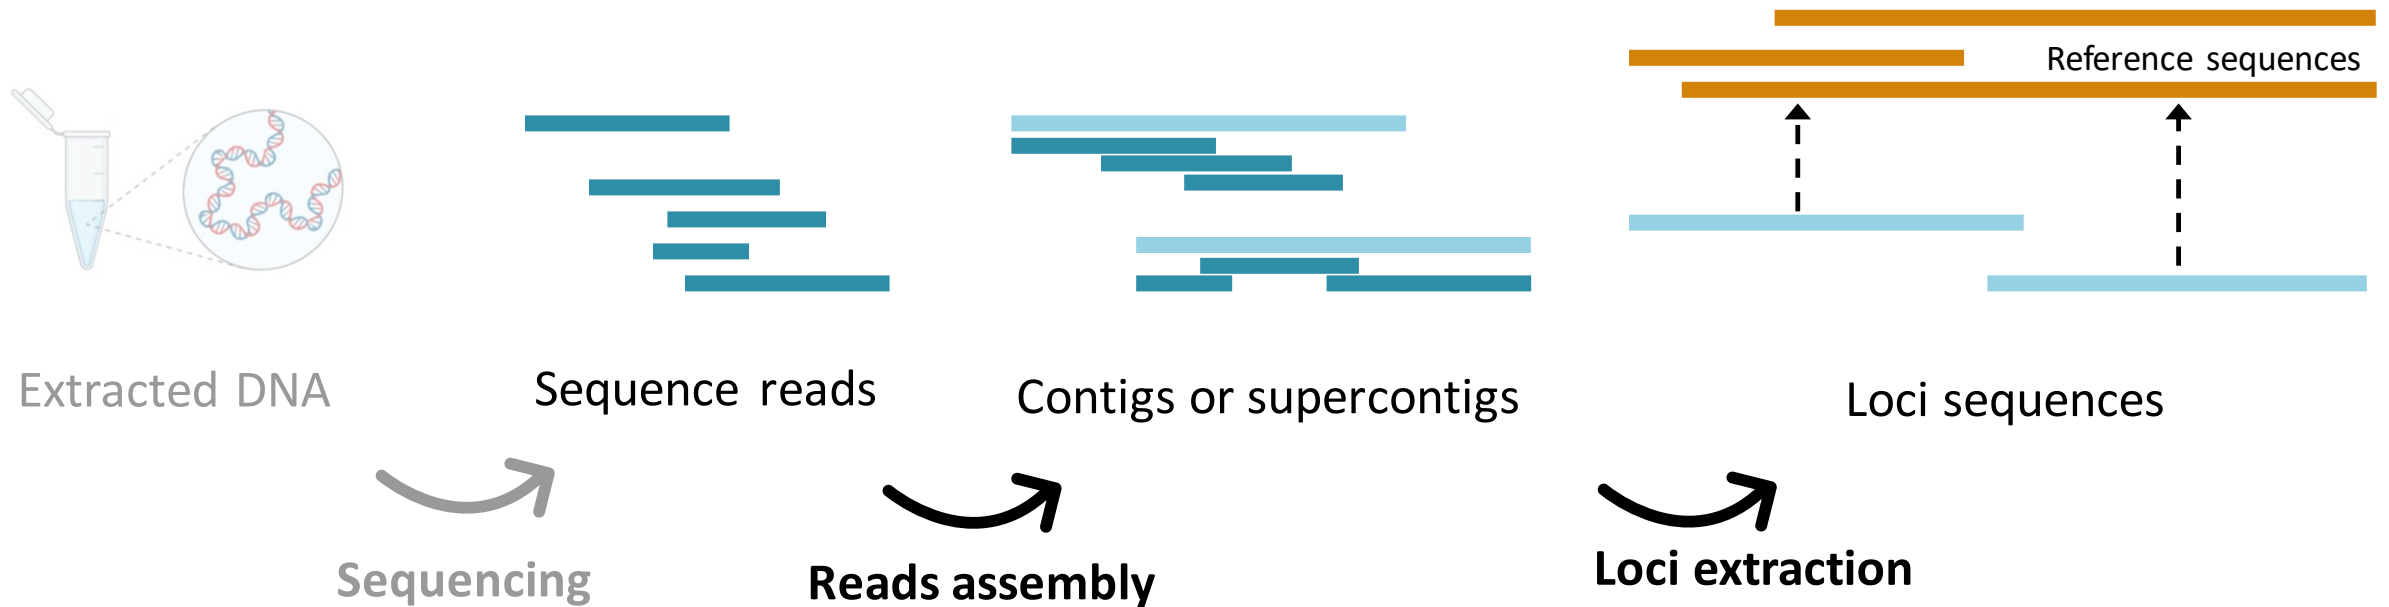 Reference sequences
Extracted DNA
Sequence reads
Contigs or supercontigs
Loci sequences
Sequencing
Reads assembly
Loci extraction